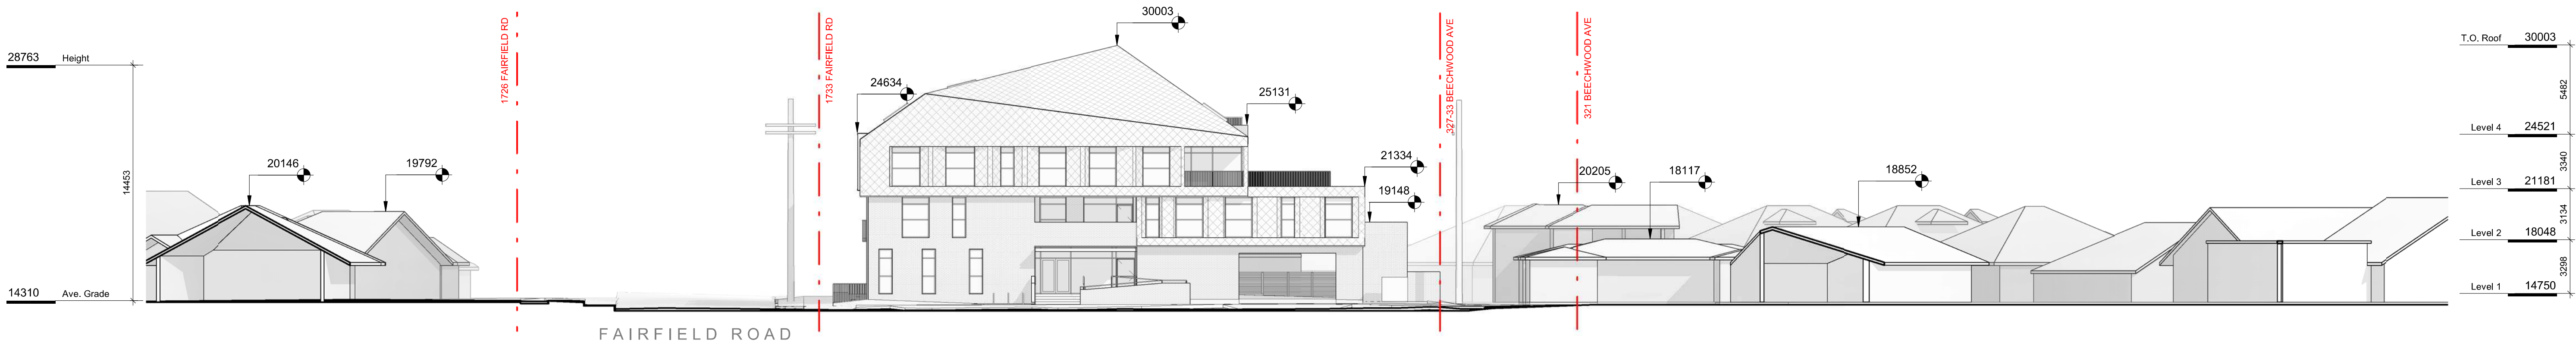 28763 Height
14453
14310 Ave. Grade
20146
19792
1726 FAIRFIELD RD
FAIRFIELD ROAD
1733 FAIRFIELD RD
24634
30003
25131
21334
19148
327-33 BEECHWOOD AVE
321 BEECHWOOD AVE
20205
18117
18852
T.O. Roof 30003
5482
Level 4 24521
3340
Level 3 21181
3134
Level 2 18048
3298
Level 1 14750